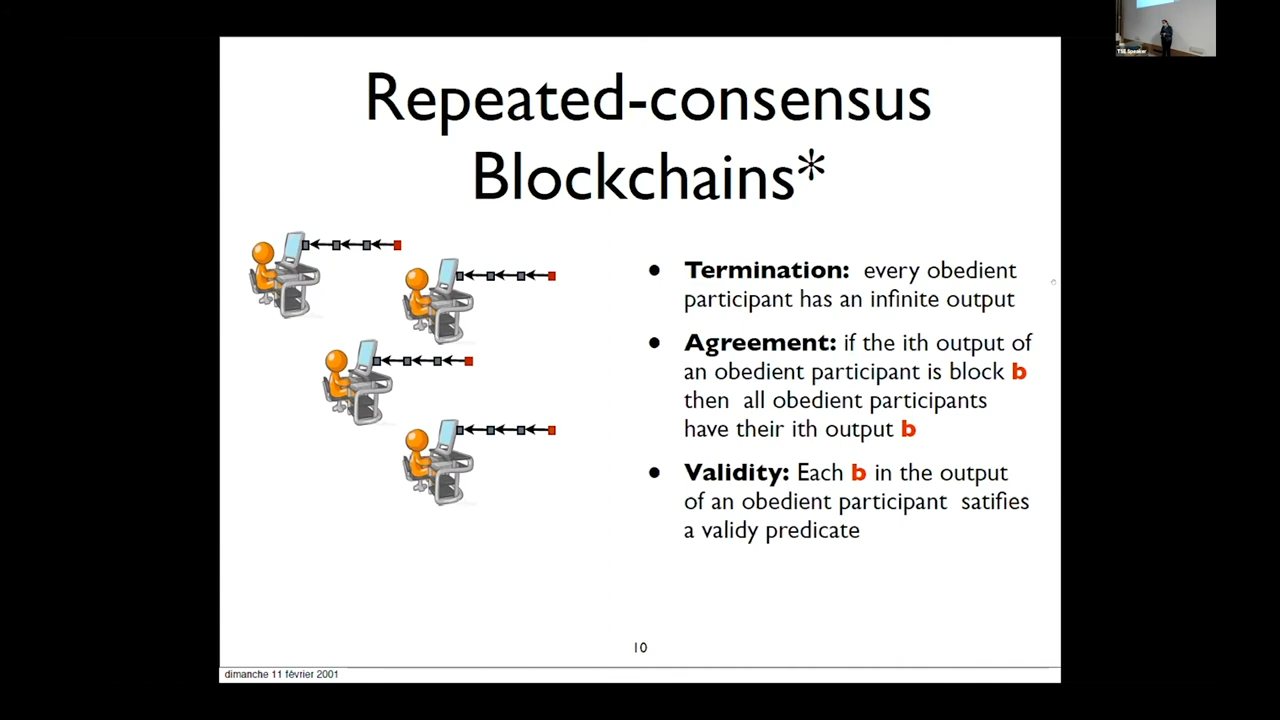 TSE Speaker
Repeated-consensus
Blockchains*
• Termination: every obedient
participant has an infinite output
• Agreement: if the ith output of
an obedient participant is block b
then all obedient participants
have their ith output b
• Validity: Each b in the output
of an obedient participant satifies
a validy predicate
10
dimanche 11 février 2001